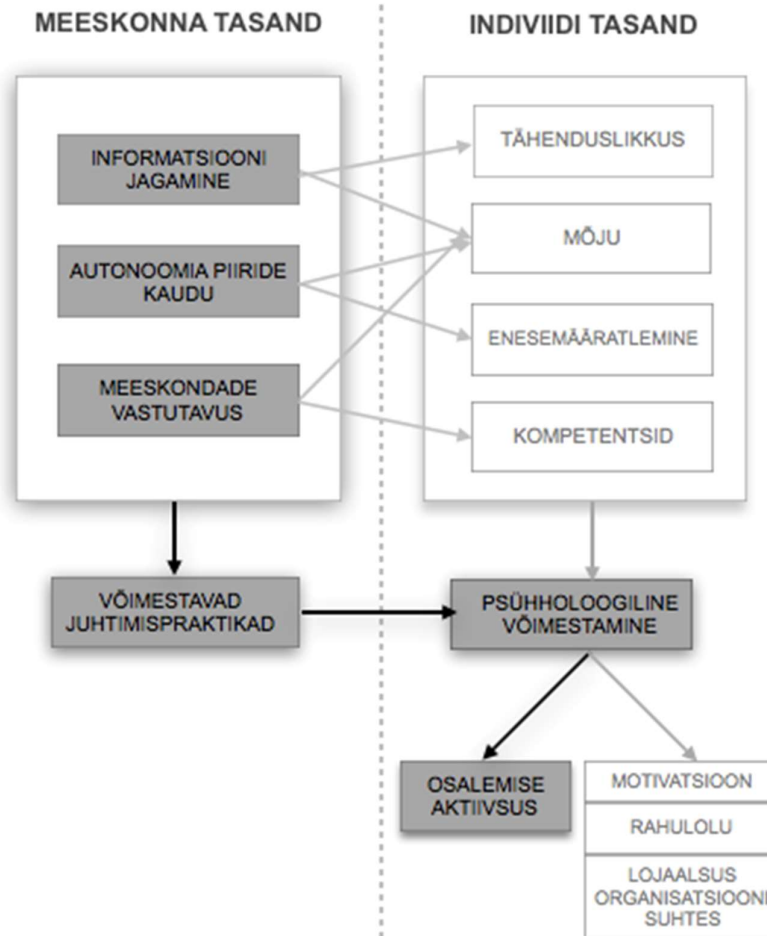 MEESKONNA TASAND
INDIVIIDI TASAND
INFORMATSIOONI
JAGAMINE
AUTONOOMIA PIIRIDE
KAUDU
MEESKONDADE
VASTUTAVUS
TÄHENDUSLIKKUS
MÕJU
ENESEMÄÄRATLEMINE
KOMPETENTSID
VÕIMESTAVAD
JUHTIMISPRAKTIKAD
PSÜHHOLOOGILINE
VÕIMESTAMINE
OSALEMISE
AKTIIVSUS
MOTIVATSIOON
RAHULOLU
LOJAALSUS
ORGANISATSIOONI
SUHTES